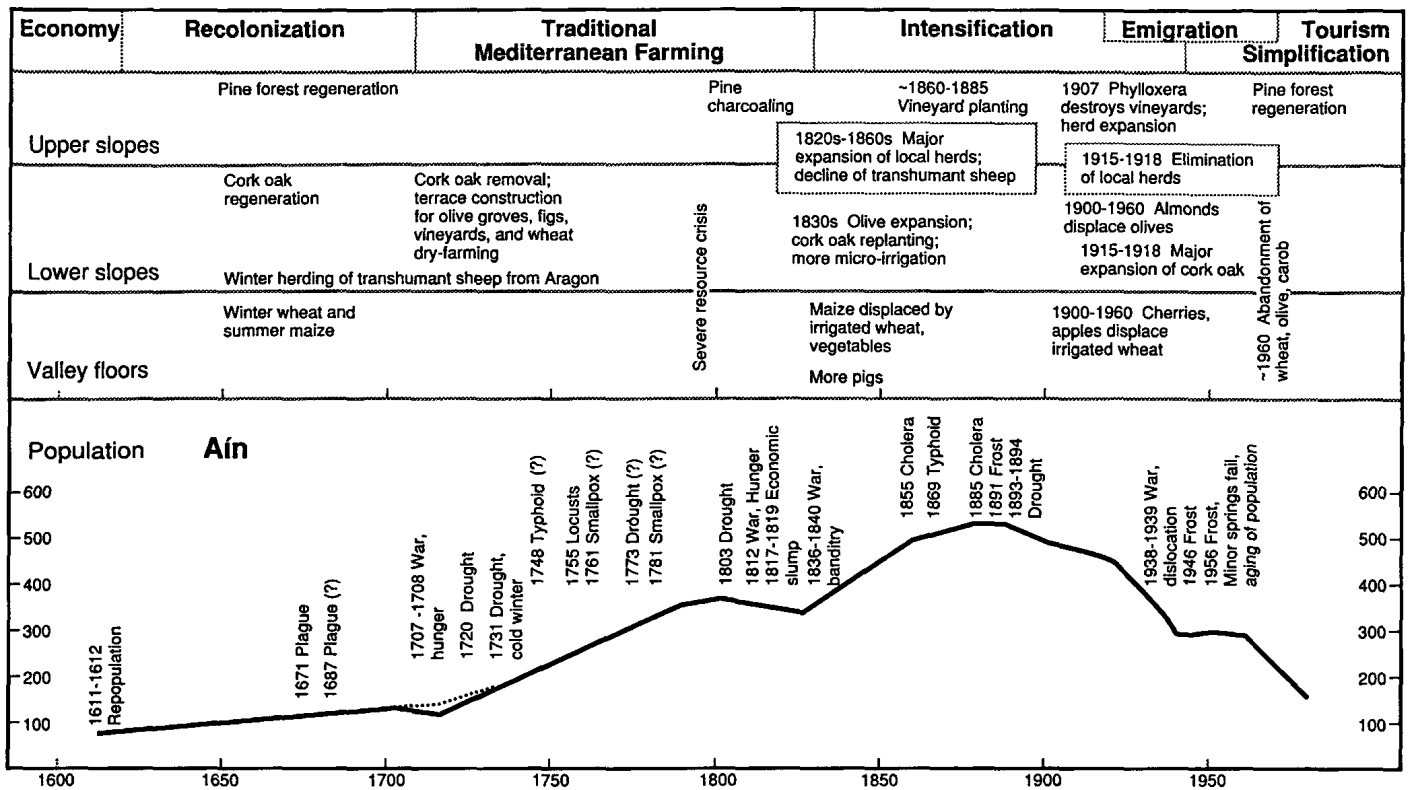 Economy
Recolonization
Traditional
Mediterranean Farming
Intensification
Emigration
Tourism
Simplification
Upper slopes
Pine forest regeneration
Pine
charcoaling
~1860-1885
Vineyard planting
1907 Phylloxera
destroys vineyards;
herd expansion
Pine forest
regeneration
1820s-1860s Major
expansion of local herds;
decline of transhumant sheep
1915-1918 Elimination
of local herds
Lower slopes
Cork oak
regeneration
Cork oak removal;
terrace construction
for olive groves, figs,
vineyards, and wheat
dry-farming
Winter herding of transhumant sheep from Aragon
Severe resource crisis
1830s Olive expansion;
cork oak replanting;
more micro-irrigation
1900-1960 Almonds
displace olives
1915-1918 Major
expansion of cork oak
~1960 Abandonment of
wheat, olive, carob
Valley floors
Winter wheat and
summer maize
Maize displaced by
irrigated wheat,
vegetables
More pigs
1900-1960 Cherries,
apples displace
irrigated wheat
Population
Aín
600
500
400
300
200
100
1611-1612
Repopulation
1671 Plague
1687 Plague (?)
1707 -1708 War,
hunger
1720 Drought
1731 Drought,
cold winter
1748 Typhoid (?)
1755 Locusts
1761 Smallpox (?)
1773 Drought (?)
1781 Smallpox (?)
1803 Drought
1812 War, Hunger
1817-1819 Economic
slump
1836-1840 War,
banditry
1855 Cholera
1869 Typhoid
1885 Cholera
1891 Frost
1893-1894
Drought
1938-1939 War,
dislocation
1946 Frost
1956 Frost,
Minor springs fail,
aging of population
600
500
400
300
200
100
1600
1650
1700
1750
1800
1850
1900
1950